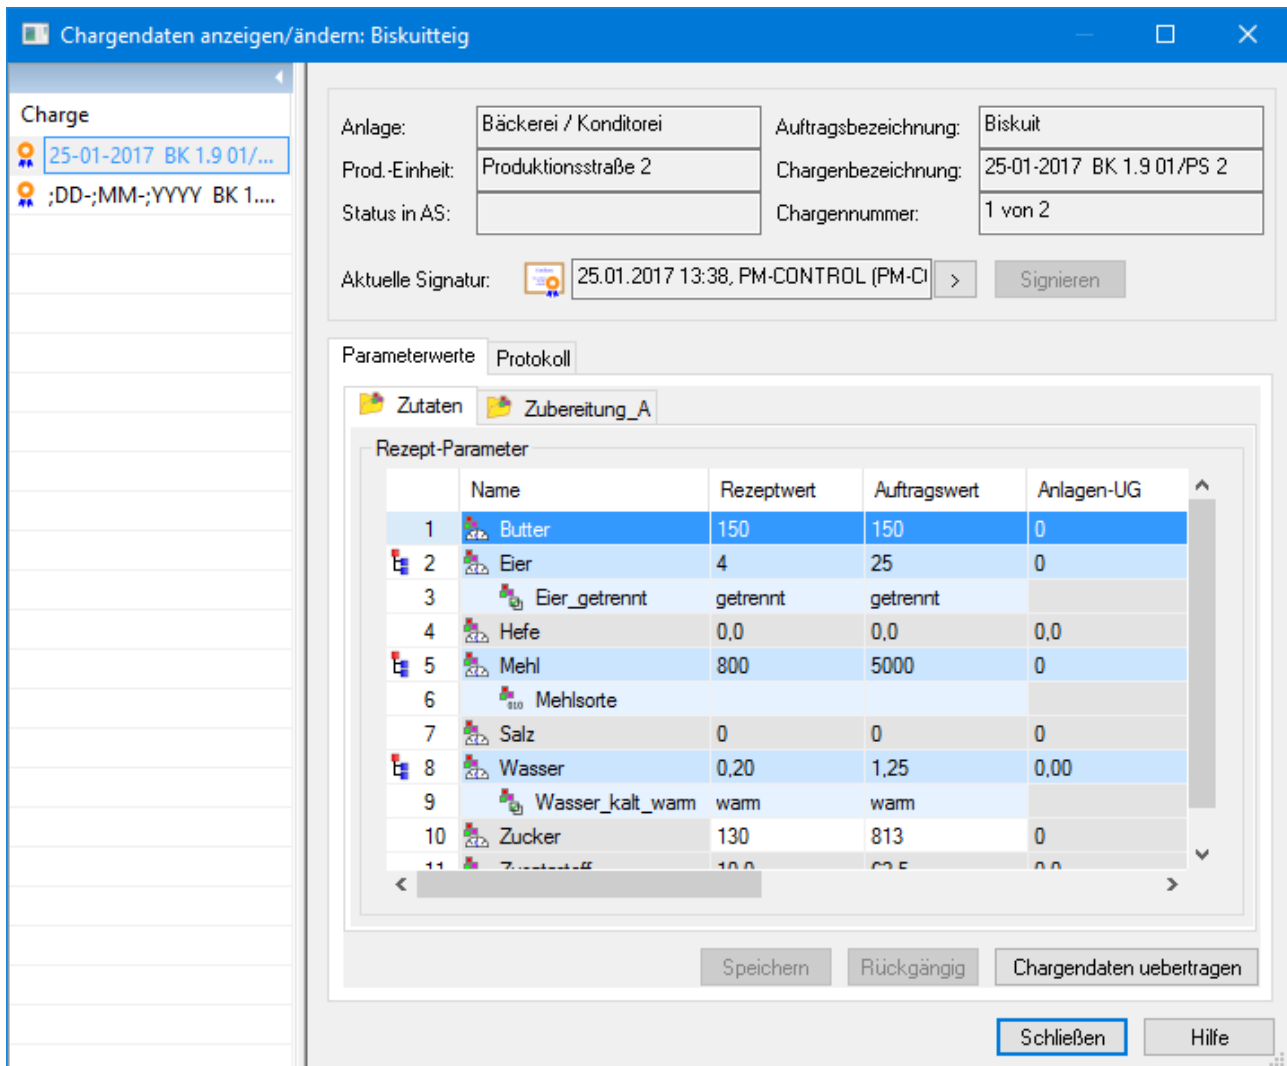 Chargendaten anzeigen/ändern: Biskuitteig
Charge
25-01-2017 BK 1.9 01/...
;DD-;MM-;YYYY BK 1....
Anlage: Bäckerei / Konditorei Auftragsbezeichnung: Biskuit
Prod.-Einheit: Produktionsstraße 2 Chargenbezeichnung: 25-01-2017 BK 1.9 01/PS 2
Status in AS: Chargennummer: 1 von 2
Aktuelle Signatur: 25.01.2017 13:38, PM-CONTROL > Signieren
Parameterwerte Protokoll
Zutaten Zubereitung_A
Rezept-Parameter
Name Rezeptwert Auftragswert Anlagen-UG
1 Butter 150 150 0
2 Eier 4 25 0
3 Eier_getrennt getrennt getrennt
4 Hefe 0,0 0,0 0,0
5 Mehl 800 5000 0
6 Mehlsorte
7 Salz 0 0 0
8 Wasser 0,20 1,25 0,00
9 Wasser_kalt_warm warm warm
10 Zucker 130 813 0
Speichern Rückgängig Chargendaten uebertragen
Schließen Hilfe